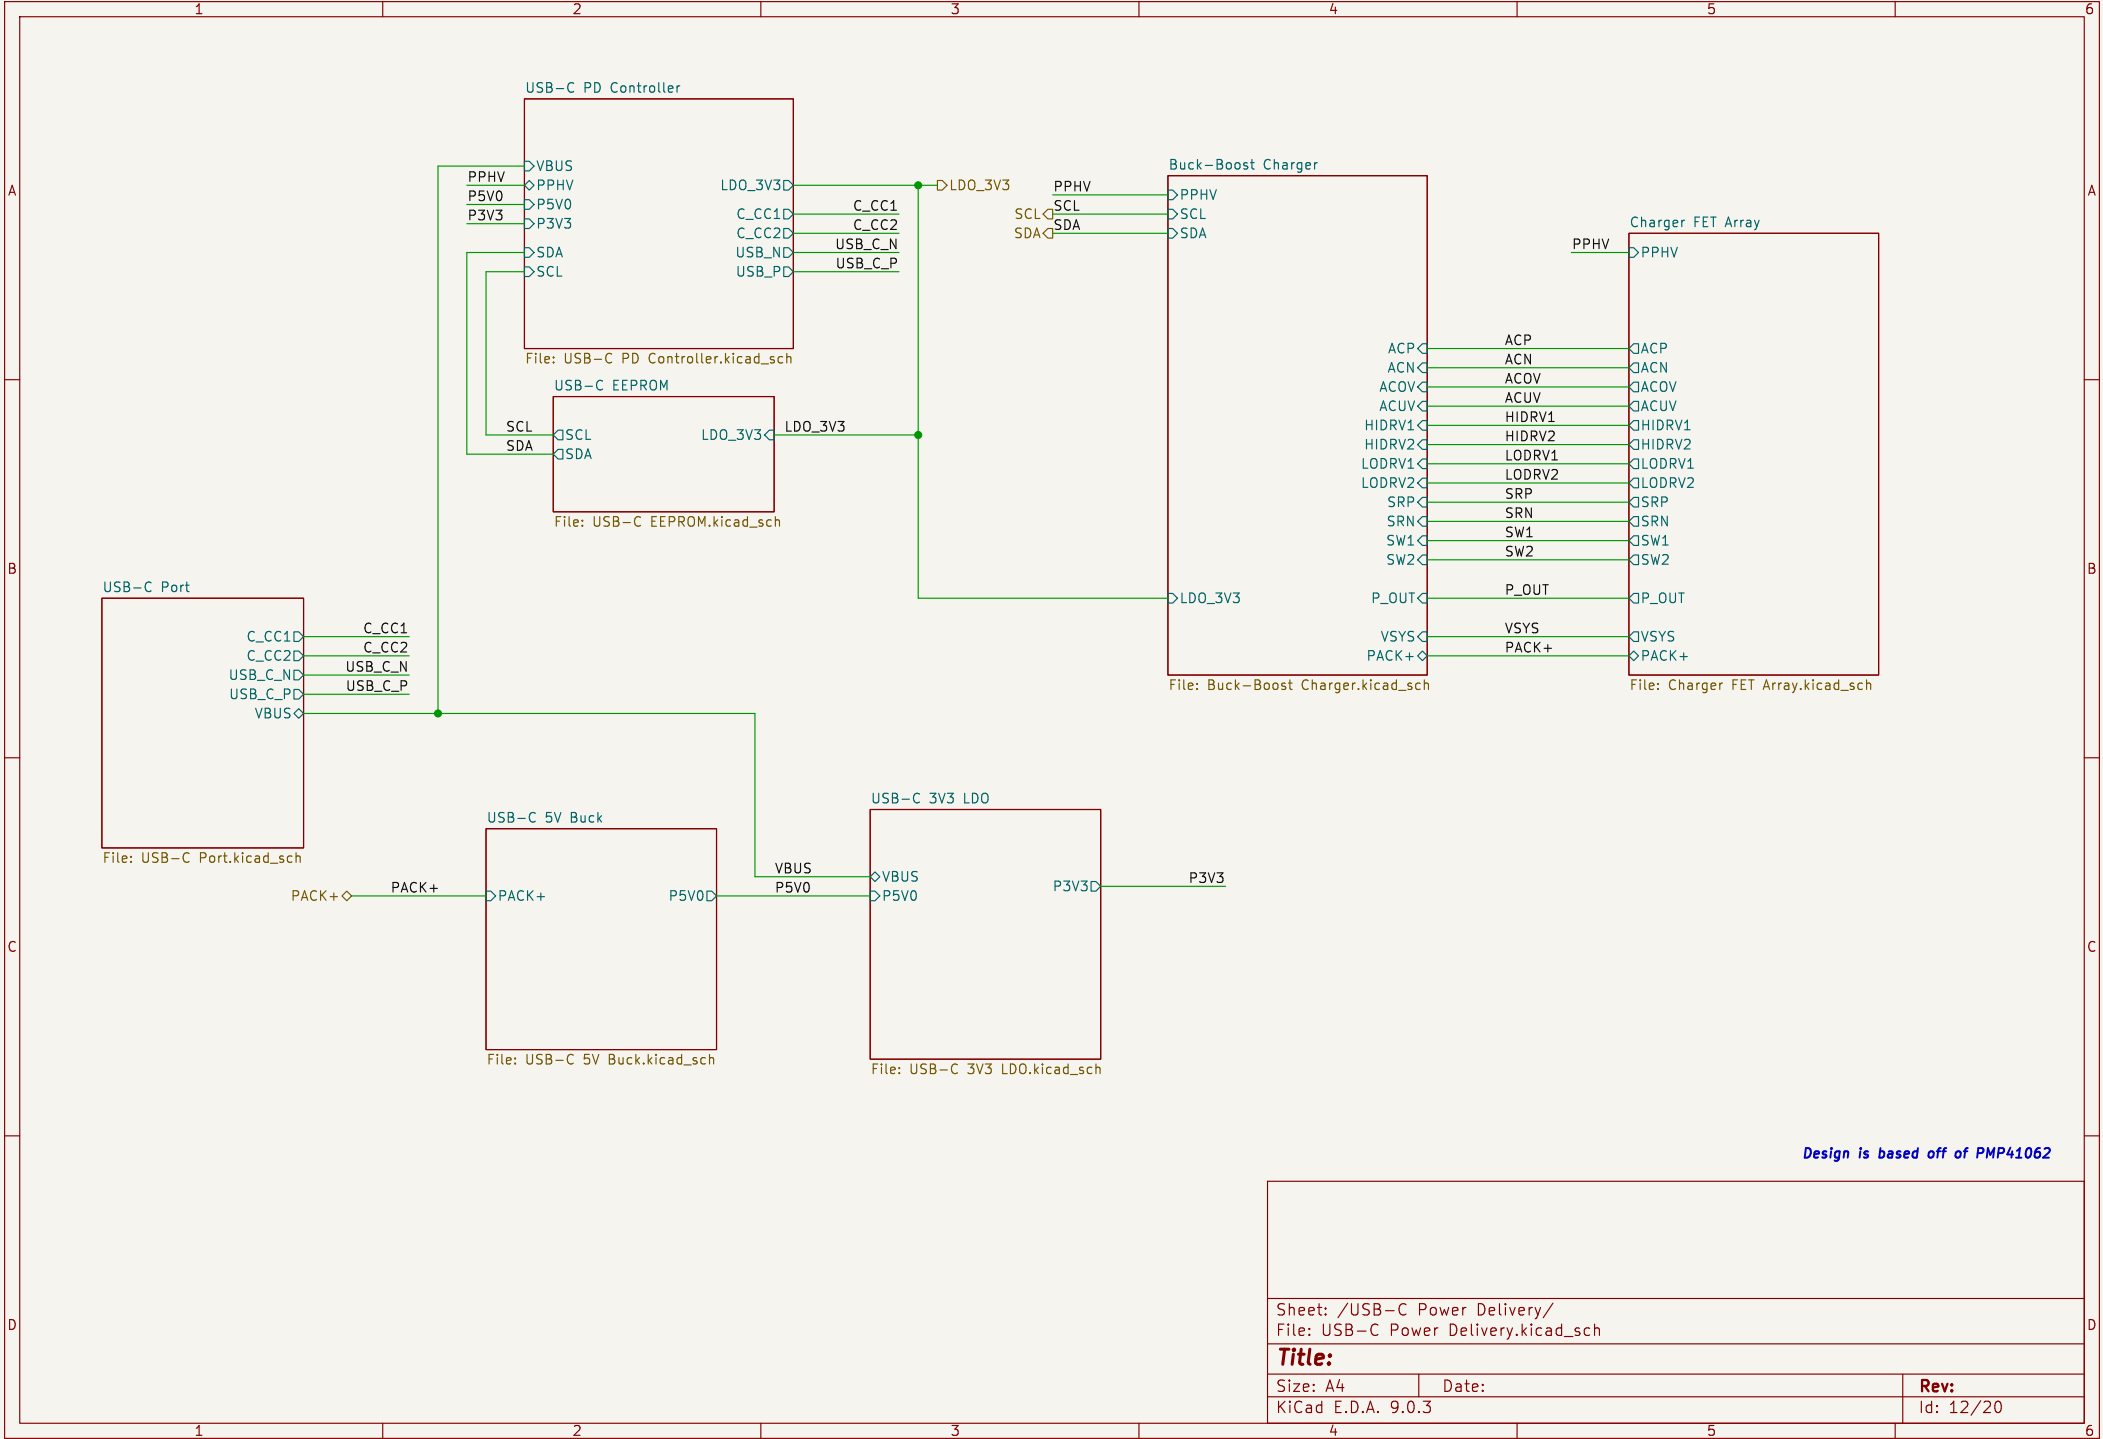 1 2 3 4 5 6
A
B
C
D
A
B
C
D
1 2 3 4 5 6
USB-C PD Controller
VBUS
PPHV PPHV
P5V0 P5V0
P3V3 P3V3
SDA
SCL
LDO_3V3 LDO_3V3
C_CC1 C_CC1
C_CC2 C_CC2
USB_N USB_C_N
USB_P USB_C_P
File: USB-C PD Controller.kicad_sch
USB-C EEPROM
SCL SCL
SDA SDA
LDO_3V3 LDO_3V3
File: USB-C EEPROM.kicad_sch
Buck-Boost Charger
PPHV PPHV
SCL SCL SCL
SDA SDA SDA
LDO_3V3
ACP ACP ACP
ACN ACN ACN
ACOV ACOV ACOV
ACUV ACUV ACUV
HIDRV1 HIDRV1 HIDRV1
HIDRV2 HIDRV2 HIDRV2
LODRV1 LODRV1 LODRV1
LODRV2 LODRV2 LODRV2
SRP SRP SRP
SRN SRN SRN
SW1 SW1 SW1
SW2 SW2 SW2
P_OUT P_OUT P_OUT
VSYS VSYS VSYS
PACK+ PACK+ PACK+
File: Buck-Boost Charger.kicad_sch
Charger FET Array
PPHV PPHV
File: Charger FET Array.kicad_sch
USB-C Port
C_CC1 C_CC1
C_CC2 C_CC2
USB_C_N USB_C_N
USB_C_P USB_C_P
VBUS
File: USB-C Port.kicad_sch
USB-C 5V Buck
PACK+ PACK+ PACK+
P5V0
File: USB-C 5V Buck.kicad_sch
USB-C 3V3 LDO
VBUS VBUS
P5V0 P5V0
P3V3 P3V3
File: USB-C 3V3 LDO.kicad_sch
Design is based off of PMP41062
Sheet: /USB-C Power Delivery/
File: USB-C Power Delivery.kicad_sch
Title:
Size: A4 Date: Rev:
KiCad E.D.A. 9.0.3 Id: 12/20